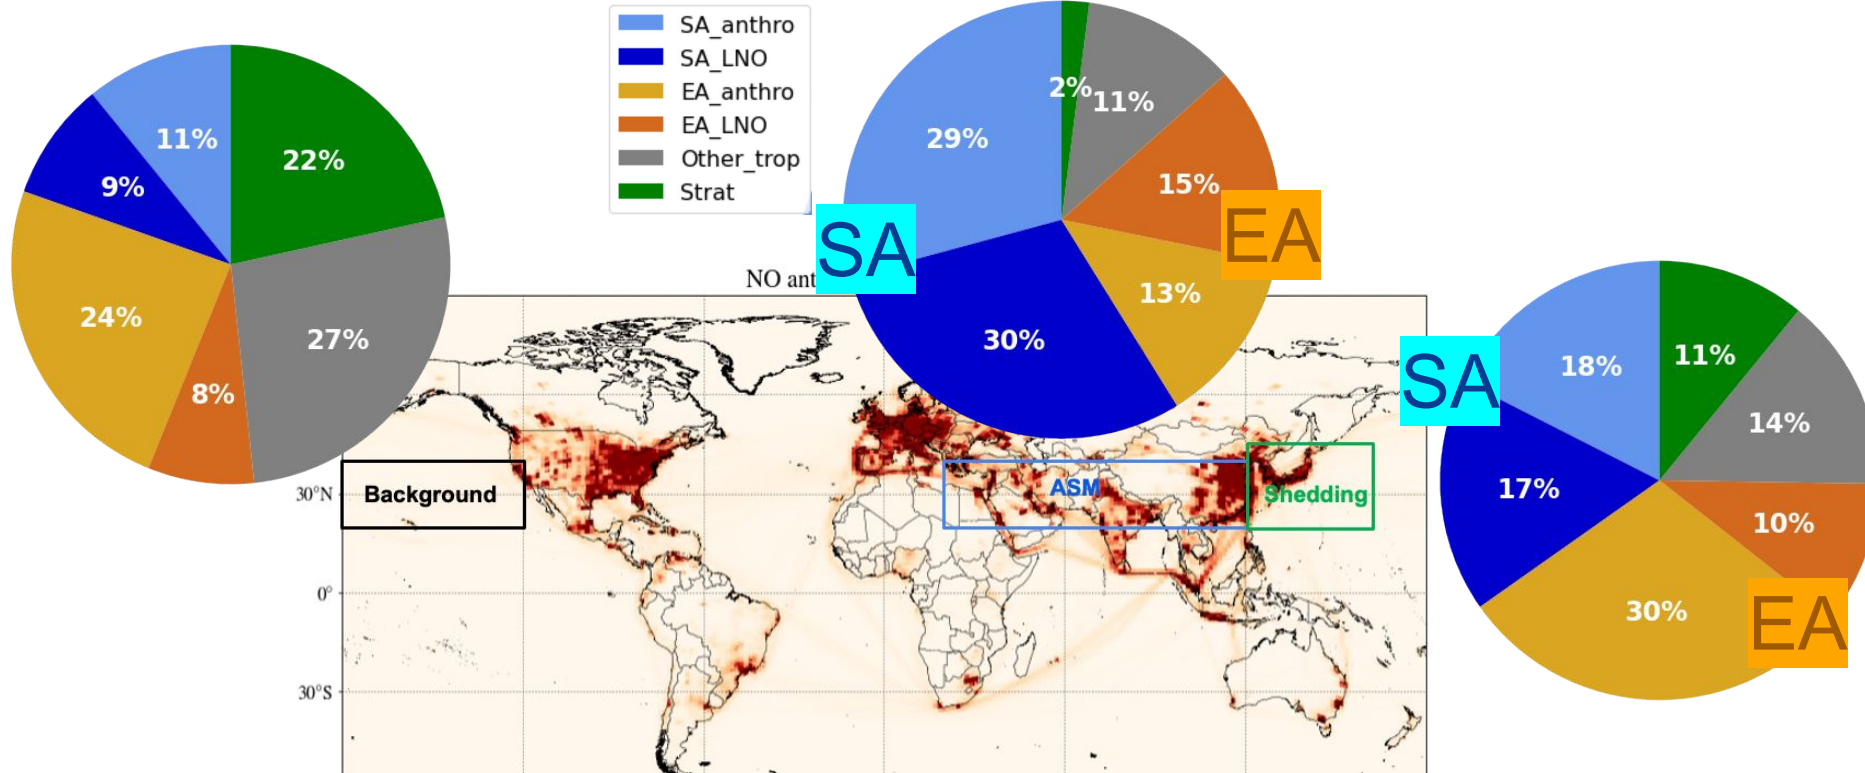 SA_anthro
SA_LNO
EA_anthro
EA_LNO
Other_trop
Strat
11%
22%
9%
24%
27%
8%
2%
11%
29%
15%
13%
30%
SA
EA
18%
11%
14%
17%
10%
30%
SA
EA
NO ant
Background
ASM
Shedding
30°N
0°
30°S